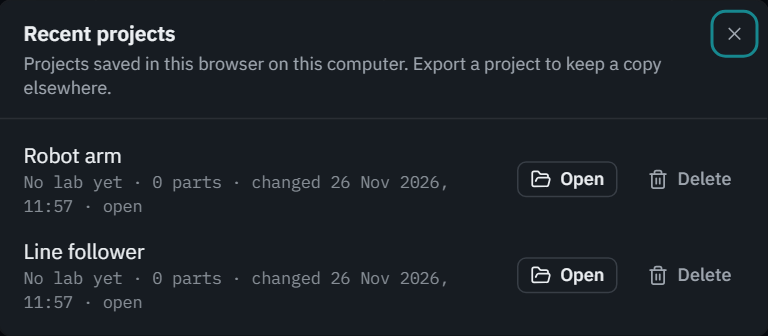 Recent projects
Projects saved in this browser on this computer. Export a project to keep a copy
elsewhere.
Robot arm
No lab yet · 0 parts · changed 26 Nov 2026,
11:57 · open
Open
Delete
Line follower
No lab yet · 0 parts · changed 26 Nov 2026,
11:57 · open
Open
Delete